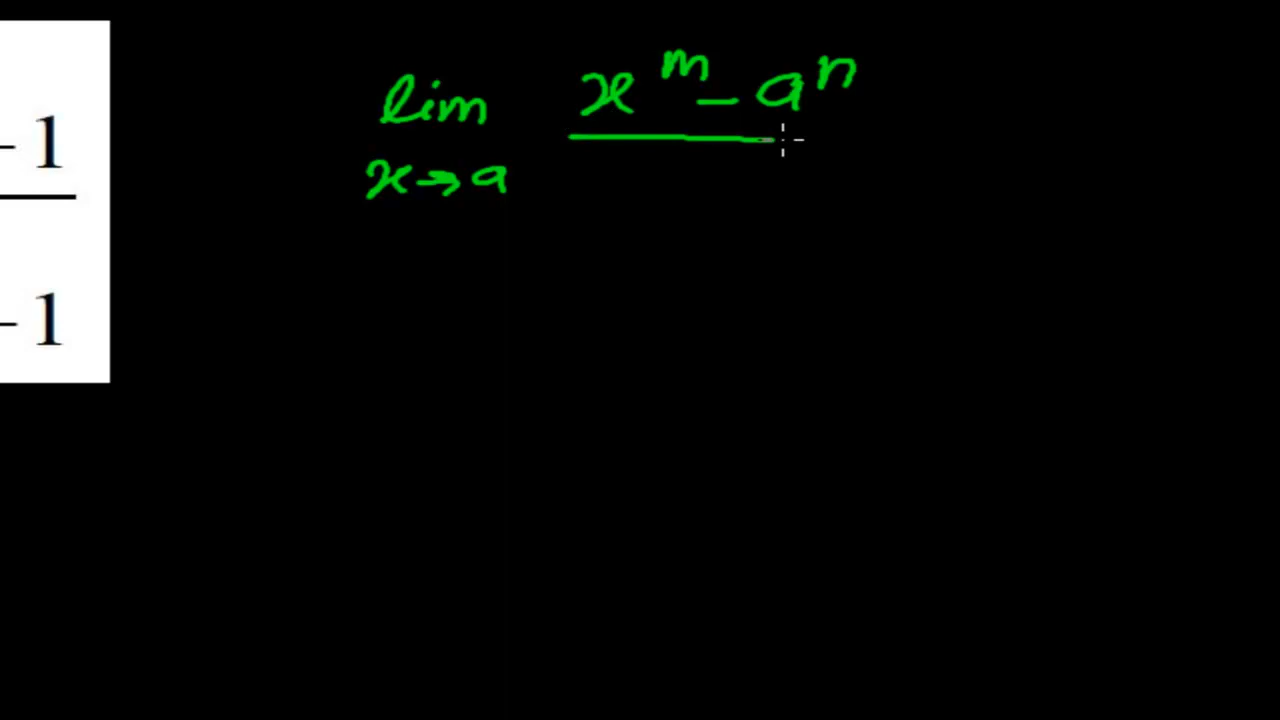 - 1
- 1
lim x^m - a^n
x→a